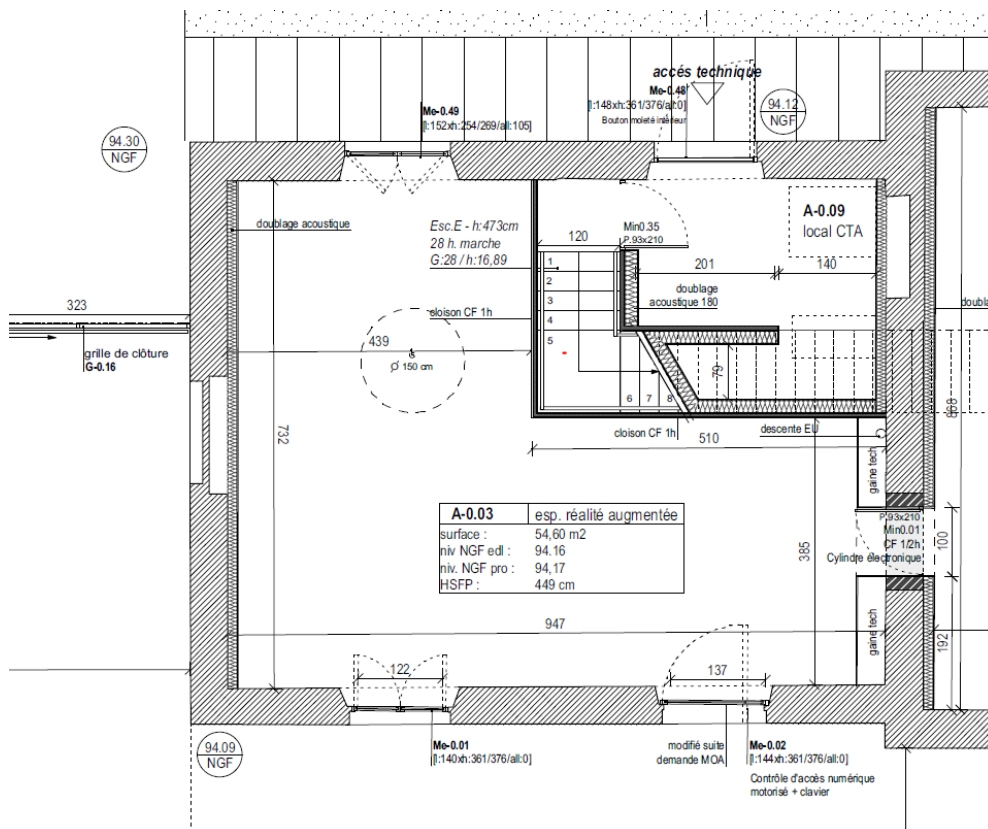 accés technique
Me-0.48
[l:148xh:361/376/all:0]
Bouton moleté intérieur
94.12
NGF
Me-0.49
[l:152xh:254/269/all:105]
94.30
NGF
doublage acoustique
Esc.E - h:473cm
28 h. marche
G:28 / h:16,89
120
Min0.35
P.93x210
A-0.09
local CTA
201
140
doublage
acoustique 180
1
2
3
4
5
6
7
8
cloison CF 1h
323
grille de clôture
G-0.16
439
Ø 150 cm
79
732
cloison CF 1h
descente EU
510
868
gaine tech
A-0.03
esp. réalité augmentée
surface :
54,60 m2
niv NGF edl :
94.16
niv. NGF pro :
94,17
HSFP :
449 cm
385
P.93x210
Min0.01
CF 1/2h
Cylindre électronique
100
947
gaine tech
192
122
137
94.09
NGF
Me-0.01
[l:140xh:361/376/all:0]
modifié suite
demande MOA
Me-0.02
[l:144xh:361/376/all:0]
Contrôle d'accès numérique
motorisé + clavier